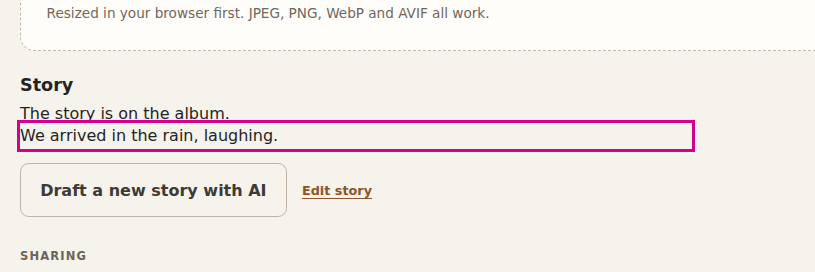 Resized in your browser first. JPEG, PNG, WebP and AVIF all work.
Story
The story is on the album.
We arrived in the rain, laughing.
Draft a new story with AI
Edit story
SHARING